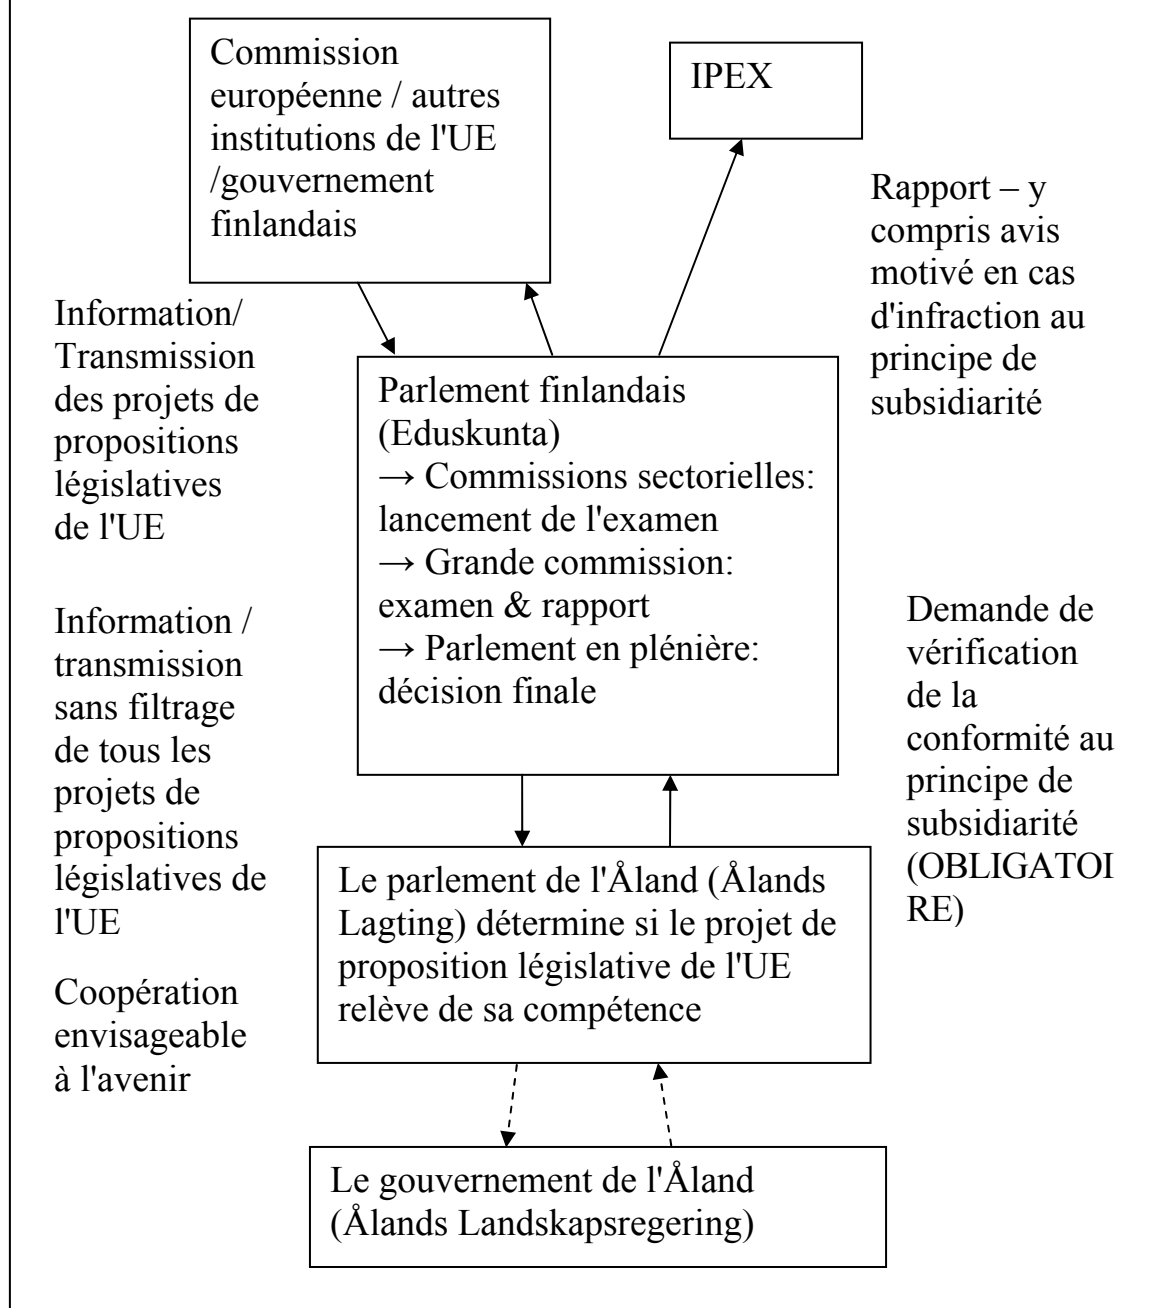 Commission
européenne / autres
institutions de l'UE
/gouvernement
finlandais
IPEX
Rapport – y
compris avis
motivé en cas
d'infraction au
principe de
subsidiarité
Information/
Transmission
des projets de
propositions
législatives
de l'UE
Parlement finlandais
(Eduskunta)
→ Commissions sectorielles:
lancement de l'examen
→ Grande commission:
examen & rapport
→ Parlement en plénière:
décision finale
Information /
transmission
sans filtrage
de tous les
projets de
propositions
législatives de
l'UE
Demande de
vérification
de la
conformité au
principe de
subsidiarité
(OBLIGATOI
RE)
Le parlement de l'Åland (Ålands
Lagting) détermine si le projet de
proposition législative de l'UE
relève de sa compétence
Coopération
envisageable
à l'avenir
Le gouvernement de l'Åland
(Ålands Landskapsregering)